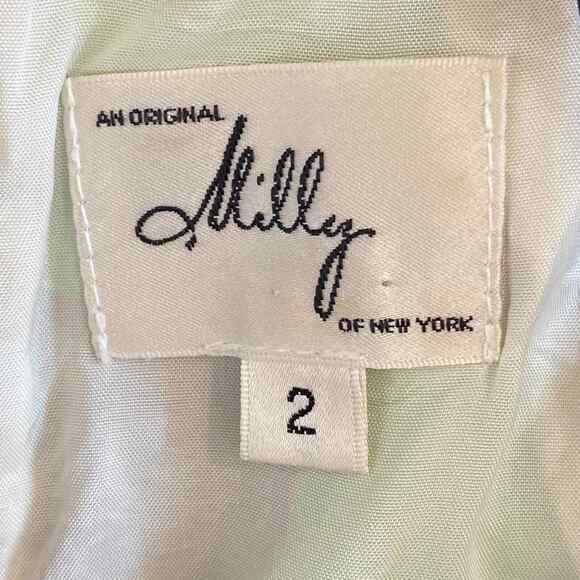 AN ORIGINAL
Milly
OF NEW YORK
2